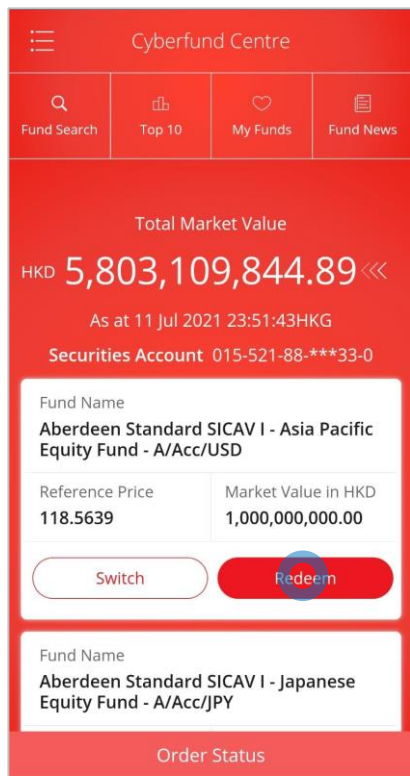 Cyberfund Centre
Fund Search
Top 10
My Funds
Fund News
Total Market Value
HKD 5,803,109,844.89
As at 11 Jul 2021 23:51:43HKG
Securities Account 015-521-88-***33-0
Fund Name
Aberdeen Standard SICAV I - Asia Pacific
Equity Fund - A/Acc/USD
Reference Price
Market Value in HKD
118.5639
1,000,000,000.00
Switch
Redeem
Fund Name
Aberdeen Standard SICAV I - Japanese
Equity Fund - A/Acc/JPY
Order Status